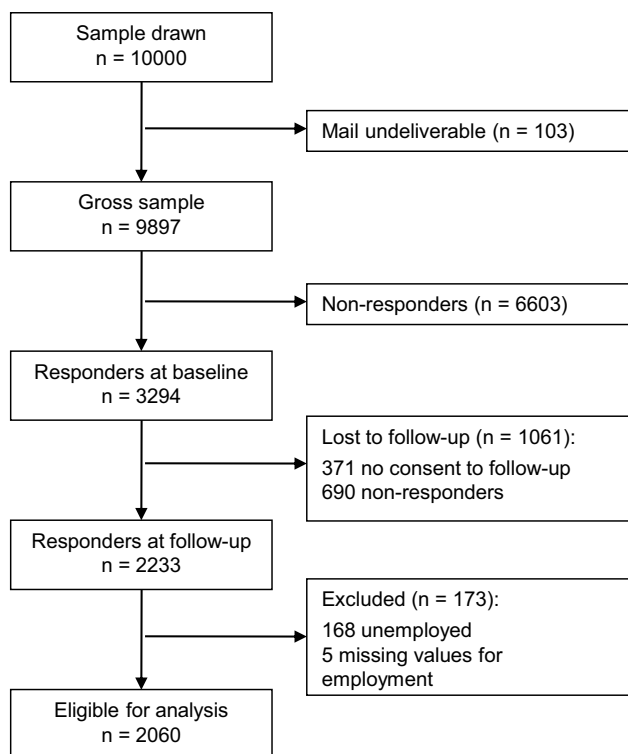 Sample drawn
n = 10000
Mail undeliverable (n = 103)
Gross sample
n = 9897
Non-responders (n = 6603)
Responders at baseline
n = 3294
Lost to follow-up (n = 1061):
371 no consent to follow-up
690 non-responders
Responders at follow-up
n = 2233
Excluded (n = 173):
168 unemployed
5 missing values for
employment
Eligible for analysis
n = 2060